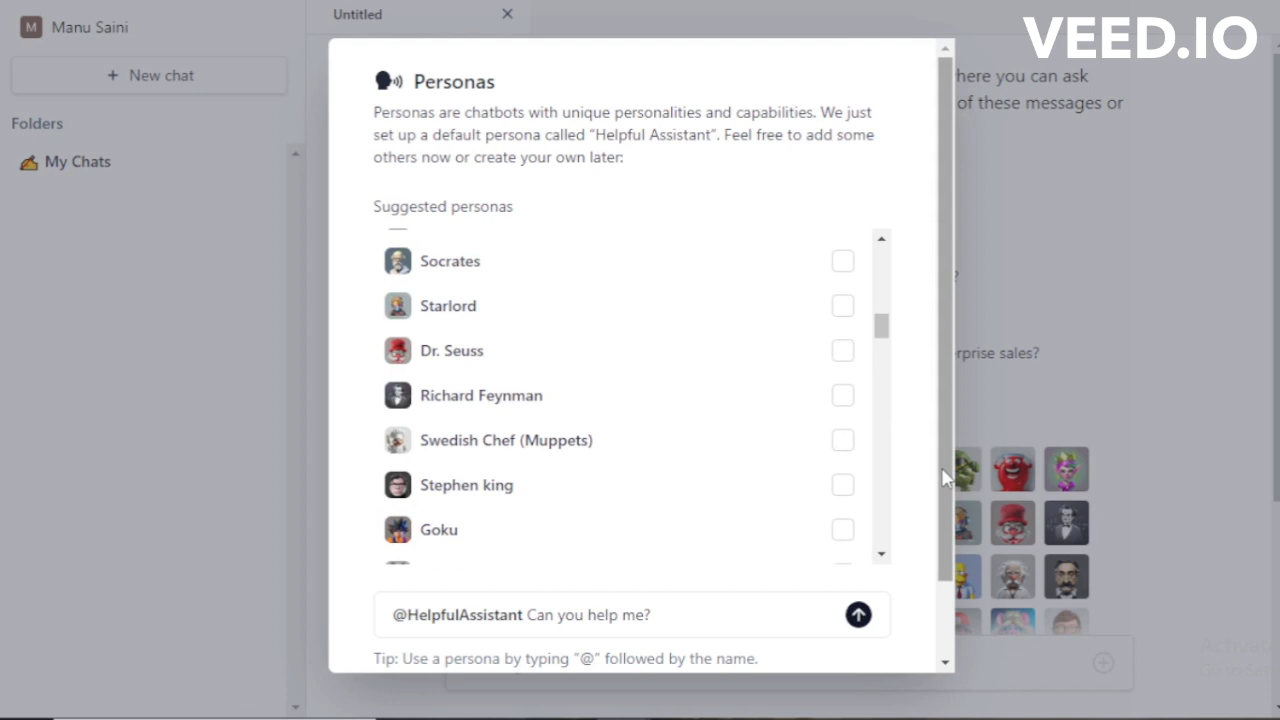 M Manu Saini
Untitled
VEED.IO
+ New chat
Folders
My Chats
Personas
Personas are chatbots with unique personalities and capabilities. We just
set up a default persona called “Helpful Assistant”. Feel free to add some
others now or create your own later:
Suggested personas
Socrates
Starlord
Dr. Seuss
Richard Feynman
Swedish Chef (Muppets)
Stephen king
Goku
@HelpfulAssistant Can you help me?
Tip: Use a persona by typing “@” followed by the name.
here you can ask
of these messages or
?
rprise sales?